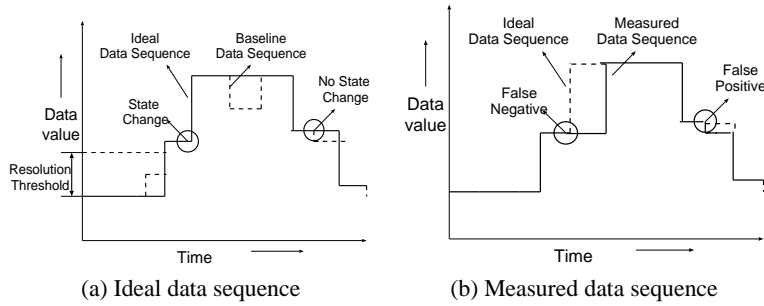 Ideal
Data Sequence
Baseline
Data Sequence
No State
Change
State
Change
Data
value
Resolution
Threshold
Time
(a) Ideal data sequence
Ideal
Data Sequence
Measured
Data Sequence
False
Negative
False
Positive
Data
value
Time
(b) Measured data sequence